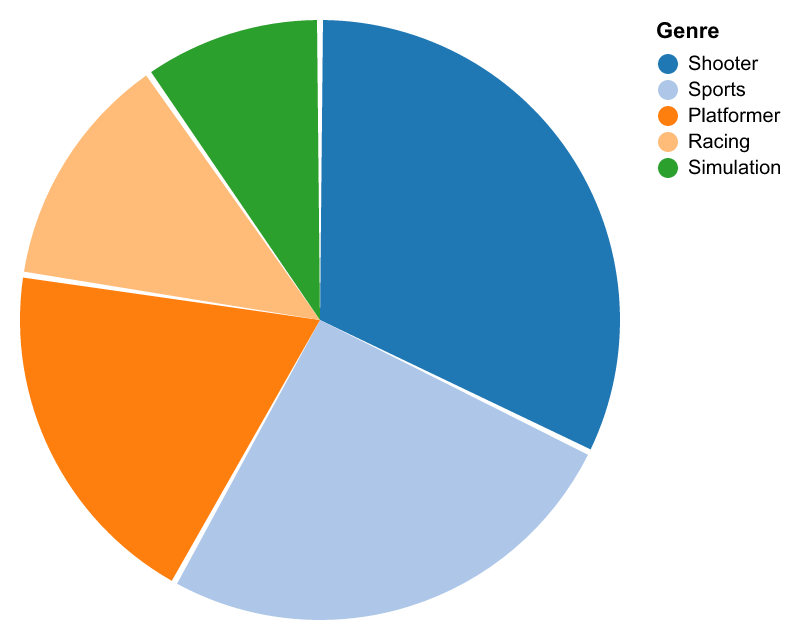 Genre
Shooter
Sports
Platformer
Racing
Simulation